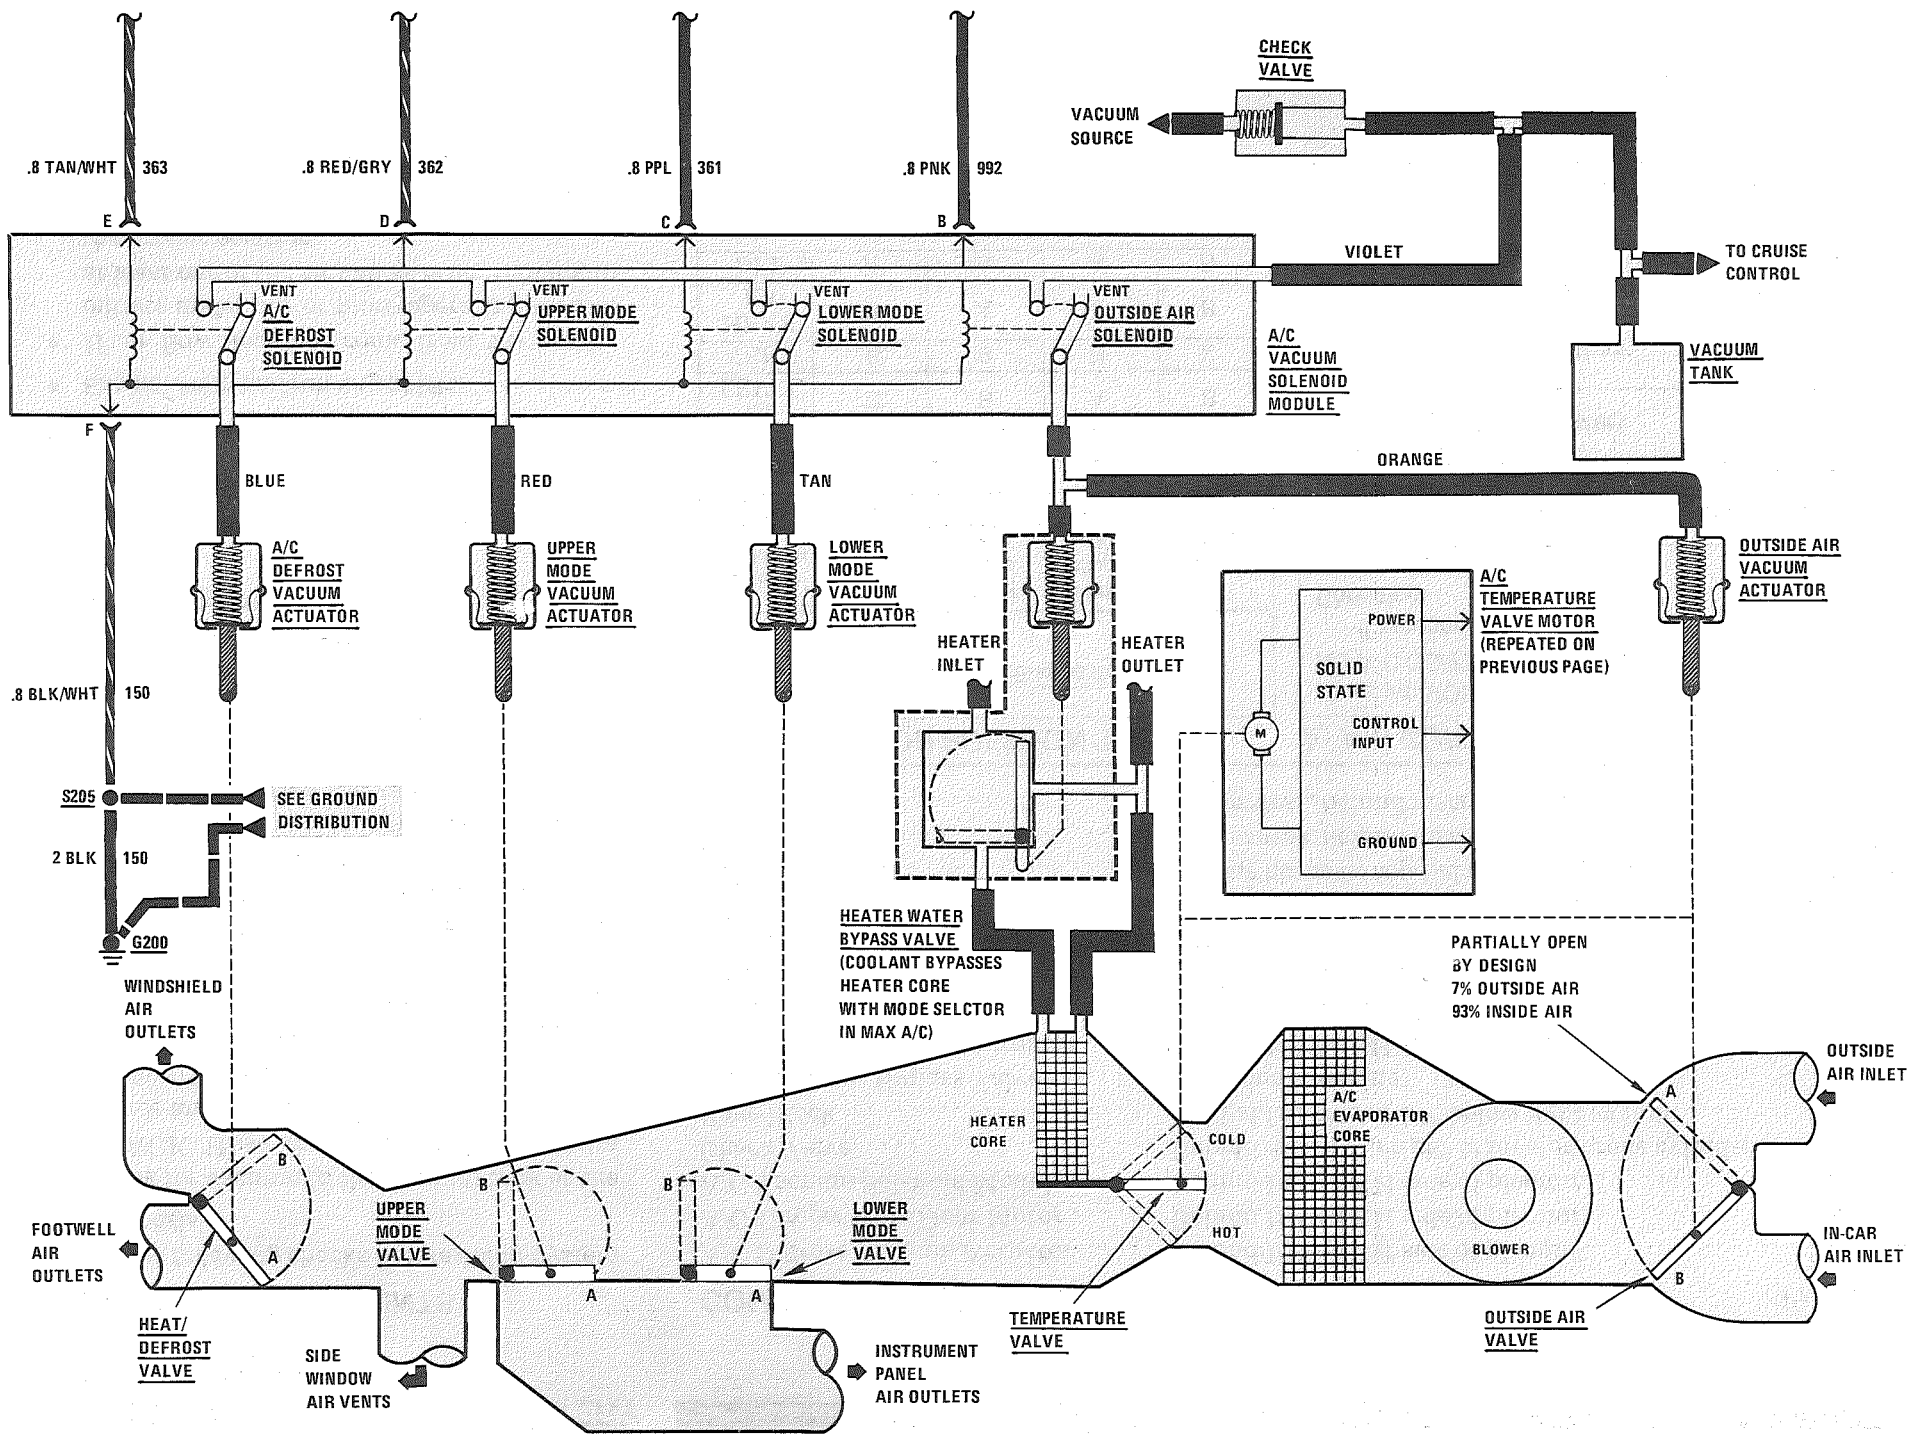 CHECK
VALVE
VACUUM
SOURCE
.8 TAN/WHT 363
.8 RED/GRY 362
.8 PPL 361
.8 PNK 992
E
D
C
B
VIOLET
TO CRUISE
CONTROL
VENT
A/C
DEFROST
SOLENOID
VENT
UPPER MODE
SOLENOID
VENT
LOWER MODE
SOLENOID
VENT
OUTSIDE AIR
SOLENOID
A/C
VACUUM
SOLENOID
MODULE
VACUUM
TANK
F
BLUE
RED
TAN
ORANGE
A/C
DEFROST
VACUUM
ACTUATOR
UPPER
MODE
VACUUM
ACTUATOR
LOWER
MODE
VACUUM
ACTUATOR
OUTSIDE AIR
VACUUM
ACTUATOR
HEATER
INLET
HEATER
OUTLET
A/C
TEMPERATURE
VALVE MOTOR
(REPEATED ON
PREVIOUS PAGE)
POWER
SOLID
STATE
CONTROL
INPUT
M
GROUND
.8 BLK/WHT 150
S205
SEE GROUND
DISTRIBUTION
2 BLK 150
G200
HEATER WATER
BYPASS VALVE
(COOLANT BYPASSES
HEATER CORE
WITH MODE SELCTOR
IN MAX A/C)
PARTIALLY OPEN
BY DESIGN
7% OUTSIDE AIR
93% INSIDE AIR
WINDSHIELD
AIR
OUTLETS
OUTSIDE
AIR INLET
A
A/C
EVAPORATOR
CORE
HEATER
CORE
COLD
B
B
B
UPPER
MODE
VALVE
LOWER
MODE
VALVE
FOOTWELL
AIR
OUTLETS
A
HOT
BLOWER
IN-CAR
AIR INLET
B
A
A
HEAT/
DEFROST
VALVE
TEMPERATURE
VALVE
OUTSIDE AIR
VALVE
SIDE
WINDOW
AIR VENTS
INSTRUMENT
PANEL
AIR OUTLETS